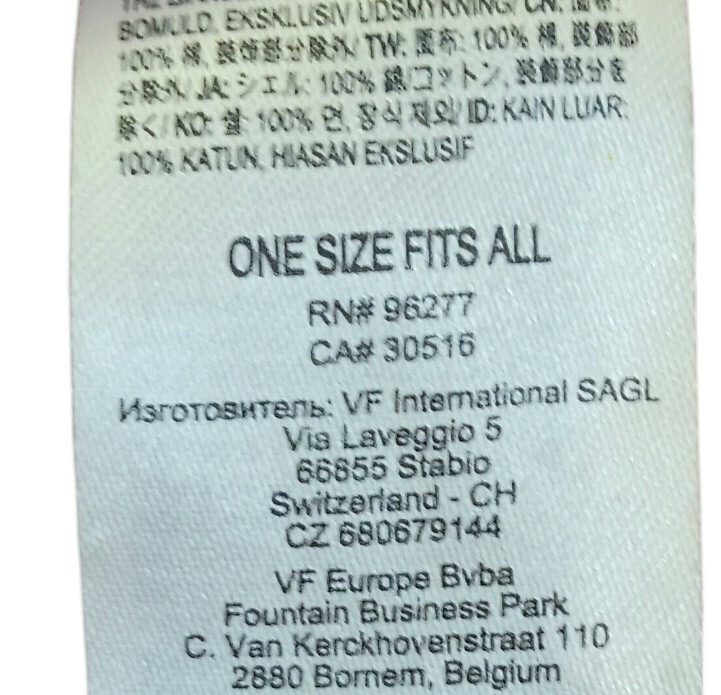 BOMULD, EKSKLUSIV UDSMYKNING/ CN: 面布:
100% 棉, 装饰部分除外/ TW: 面布: 100% 棉, 裝飾部
分除外/ JA: シェル: 100% 綿/コットン, 装飾部分を
除く/ KO: 쉘: 100% 면, 장식 제외/ ID: KAIN LUAR:
100% KATUN, HIASAN EKSLUSIF
ONE SIZE FITS ALL
RN# 96277
CA# 30516
Изготовитель: VF International SAGL
Via Laveggio 5
66855 Stabio
Switzerland - CH
CZ 680679144
VF Europe Bvba
Fountain Business Park
C. Van Kerckhovenstraat 110
2880 Bornem, Belgium